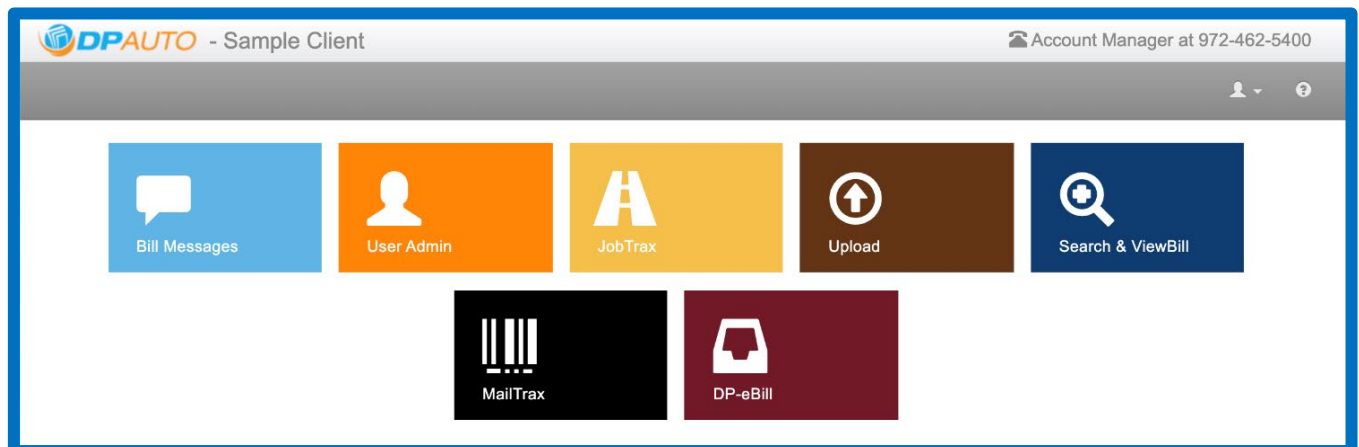 DPAUTO - Sample Client
Account Manager at 972-462-5400
Bill Messages
User Admin
JobTrax
Upload
Search & ViewBill
MailTrax
DP-eBill